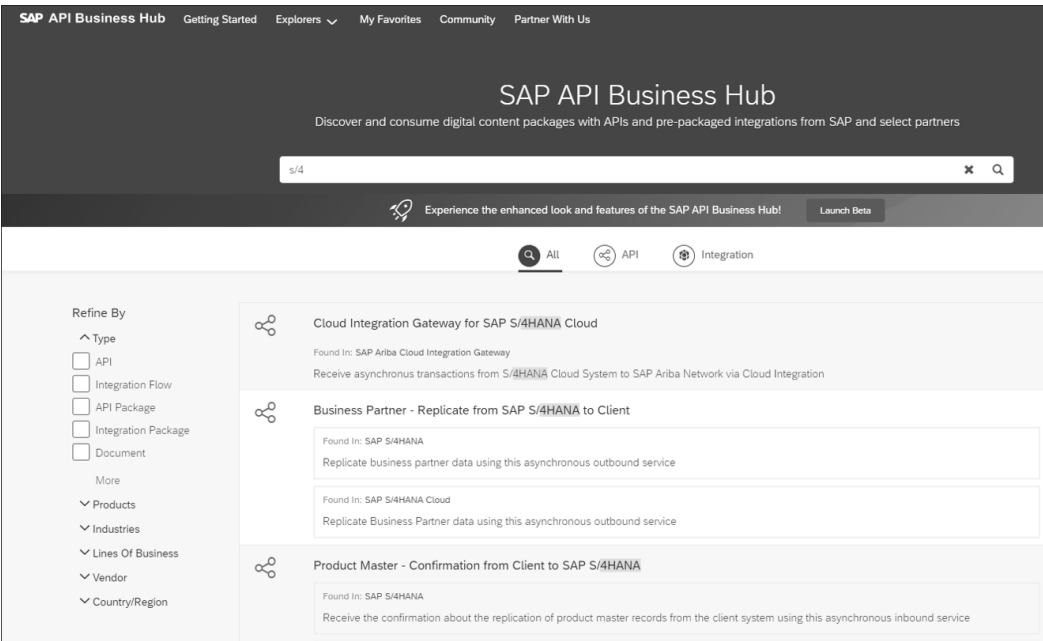 SAP API Business Hub Getting Started Explorers My Favorites Community Partner With Us
SAP API Business Hub
Discover and consume digital content packages with APIs and pre-packaged integrations from SAP and select partners
s/4
Experience the enhanced look and features of the SAP API Business Hub! Launch Beta
All API Integration
Refine By
Type
API
Integration Flow
API Package
Integration Package
Document
More
Products
Industries
Lines Of Business
Vendor
Country/Region
Cloud Integration Gateway for SAP S/4HANA Cloud
Found In: SAP Ariba Cloud Integration Gateway
Receive asynchronus transactions from S/4HANA Cloud System to SAP Ariba Network via Cloud Integration
Business Partner - Replicate from SAP S/4HANA to Client
Found In: SAP S/4HANA
Replicate business partner data using this asynchronous outbound service
Found In: SAP S/4HANA Cloud
Replicate Business Partner data using this asynchronous outbound service
Product Master - Confirmation from Client to SAP S/4HANA
Found In: SAP S/4HANA
Receive the confirmation about the replication of product master records from the client system using this asynchronous inbound service